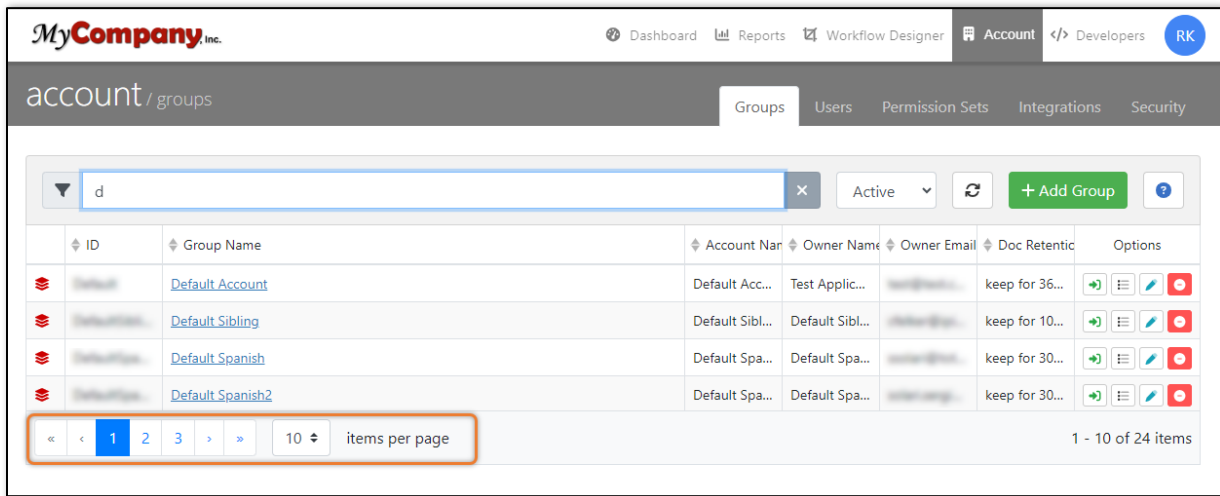 MyCompany, Inc.
Dashboard Reports Workflow Designer Account </> Developers RK
account / groups
Groups Users Permission Sets Integrations Security
d × Active + Add Group ?
ID Group Name Account Nar Owner Name Owner Email Doc Retentic Options
Default Account Default Acc... Test Applic... keep for 36...
Default Sibling Default Sibl... Default Sibl... keep for 10...
Default Spanish Default Spa... Default Spa... keep for 30...
Default Spanish2 Default Spa... Default Spa... keep for 30...
« ‹ 1 2 3 › » 10 items per page 1 - 10 of 24 items